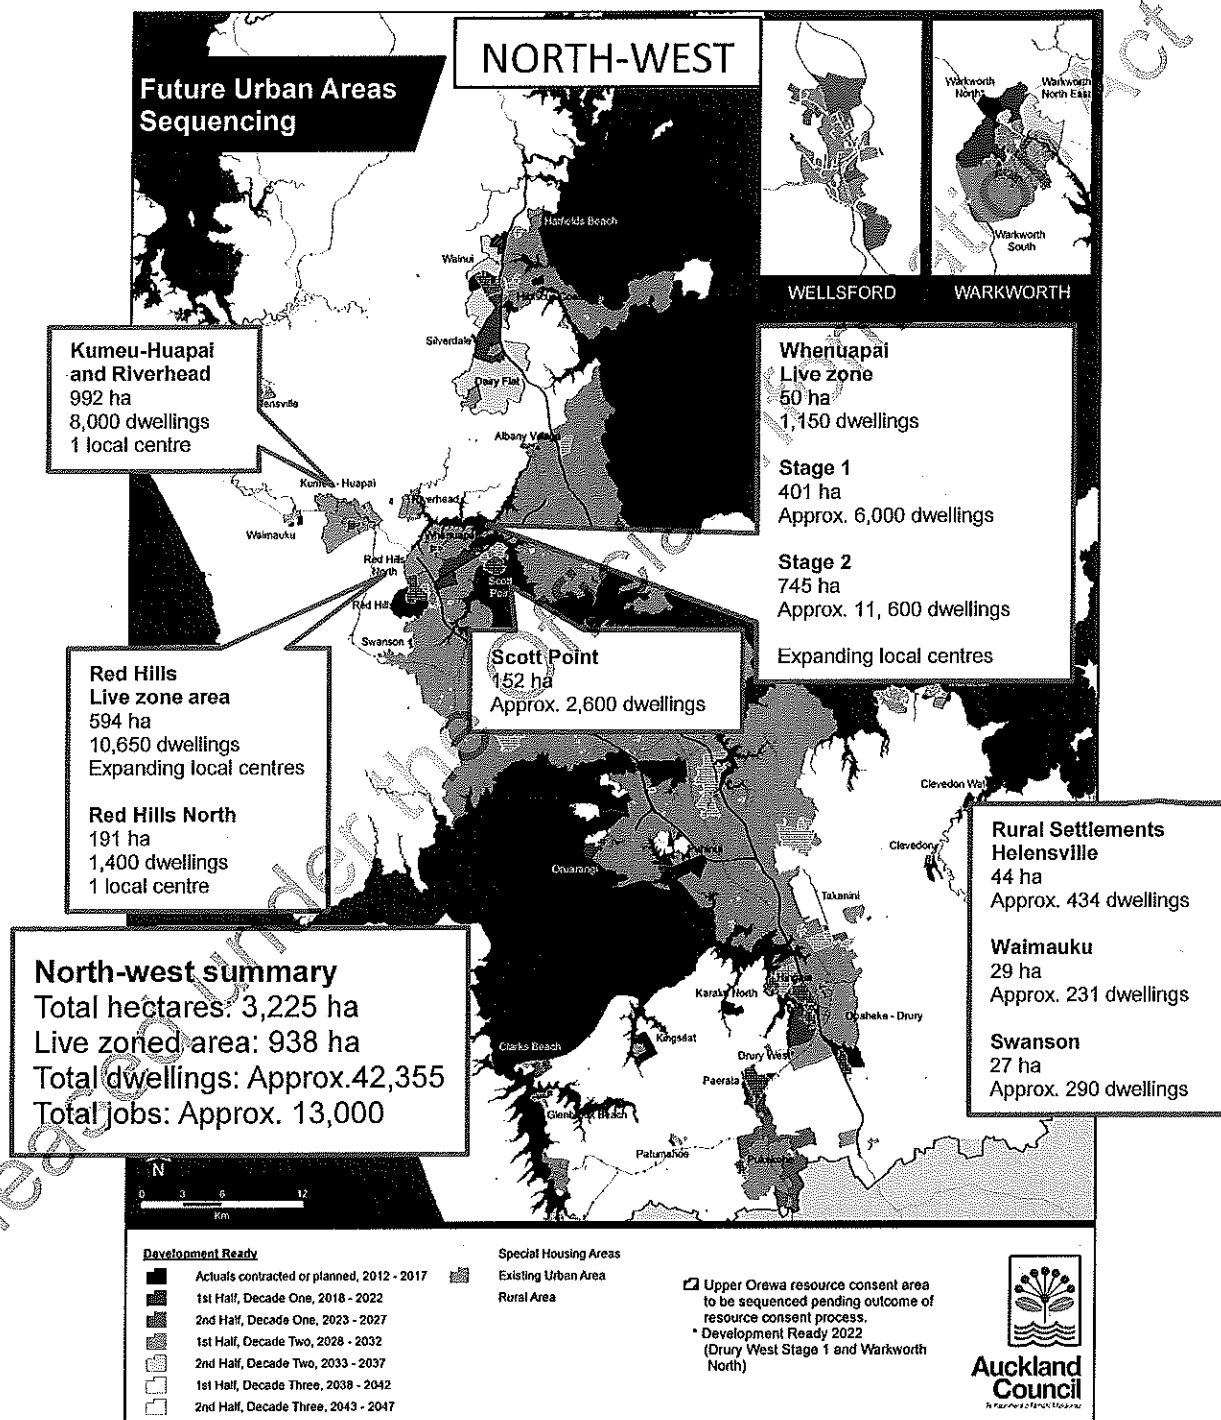 NORTH-WEST
Future Urban Areas
Sequencing
Warkworth
North*
Warkworth
North East
Warkworth
South
WELLSFORD
WARKWORTH
Hatfields Beach
Wainui
Silverdale
Dairy Flat
Albany Village
Kumeu-Huapai
and Riverhead
992 ha
8,000 dwellings
1 local centre
Whenuapai
Live zone
50 ha
1,150 dwellings
Stage 1
401 ha
Approx. 6,000 dwellings
Stage 2
745 ha
Approx. 11, 600 dwellings
Expanding local centres
Kumeu - Huapai
Riverhead
Waimauku
Whenuapai
Red Hills
North
Red Hills
Scott
Point
Swanson
Scott Point
152 ha
Approx. 2,600 dwellings
Red Hills
Live zone area
594 ha
10,650 dwellings
Expanding local centres
Red Hills North
191 ha
1,400 dwellings
1 local centre
Clevedon
Oruarangi
Puhinui
Takanini
Rural Settlements
Helensville
44 ha
Approx. 434 dwellings
Waimauku
29 ha
Approx. 231 dwellings
Swanson
27 ha
Approx. 290 dwellings
North-west summary
Total hectares: 3,225 ha
Live zoned area: 938 ha
Total dwellings: Approx.42,355
Total jobs: Approx. 13,000
Karaka North
Hingaia
Opaheke - Drury
Kingseat
Clarks Beach
Drury West*
Paerata
Glenbrook Beach
Patumahoe
Pukekohe
N
0 3 6 12
Km
Development Ready
Actuals contracted or planned, 2012 - 2017
1st Half, Decade One, 2018 - 2022
2nd Half, Decade One, 2023 - 2027
1st Half, Decade Two, 2028 - 2032
2nd Half, Decade Two, 2033 - 2037
1st Half, Decade Three, 2038 - 2042
2nd Half, Decade Three, 2043 - 2047
Special Housing Areas
Existing Urban Area
Rural Area
Upper Orewa resource consent area
to be sequenced pending outcome of
resource consent process.
* Development Ready 2022
(Drury West Stage 1 and Warkworth
North)
Auckland
Council